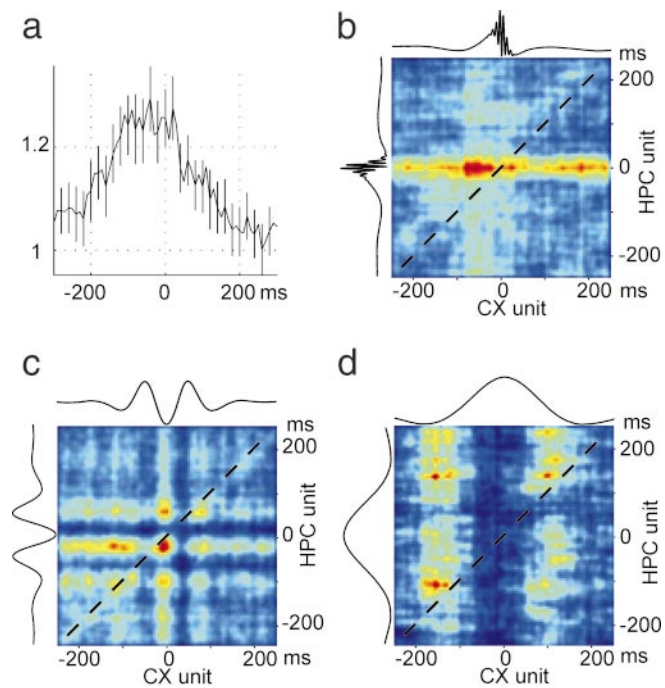 a
1.2
1
-200 0 200 ms
b
ms
200
0
-200
HPC unit
-200 0 200 ms
CX unit
c
ms
200
0
-200
HPC unit
-200 0 200 ms
CX unit
d
ms
200
0
-200
HPC unit
-200 0 200 ms
CX unit